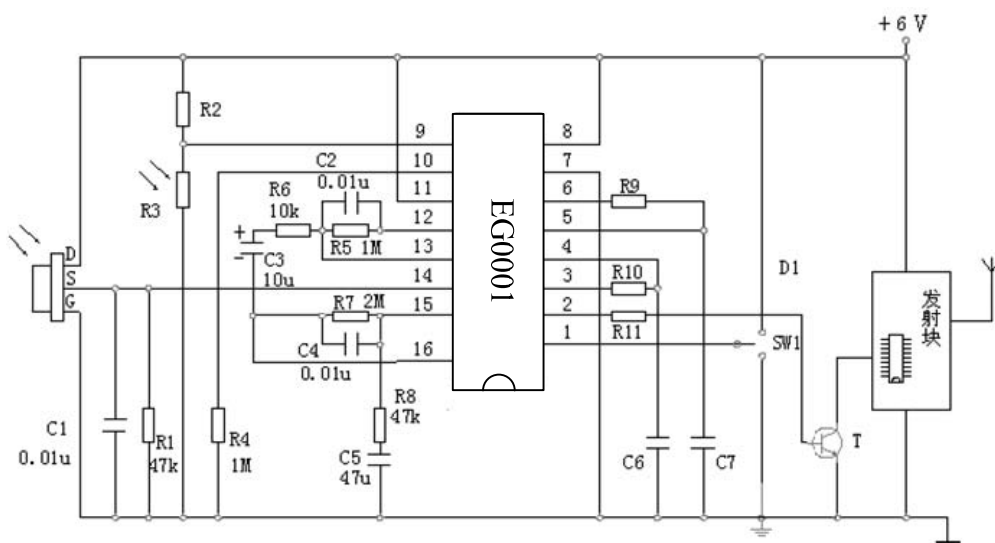 +6 V
R2
R3
9
10
11
12
13
14
15
16
EG0001
8
7
6
5
4
3
2
1
C2
0.01u
R6
10k
R5 1M
+
-
C3
10u
D
S
G
R7 2M
C4
0.01u
R8
47k
C5
47u
C1
0.01u
R1
47k
R4
1M
R9
R10
R11
C6
C7
D1
SW1
T
发射块